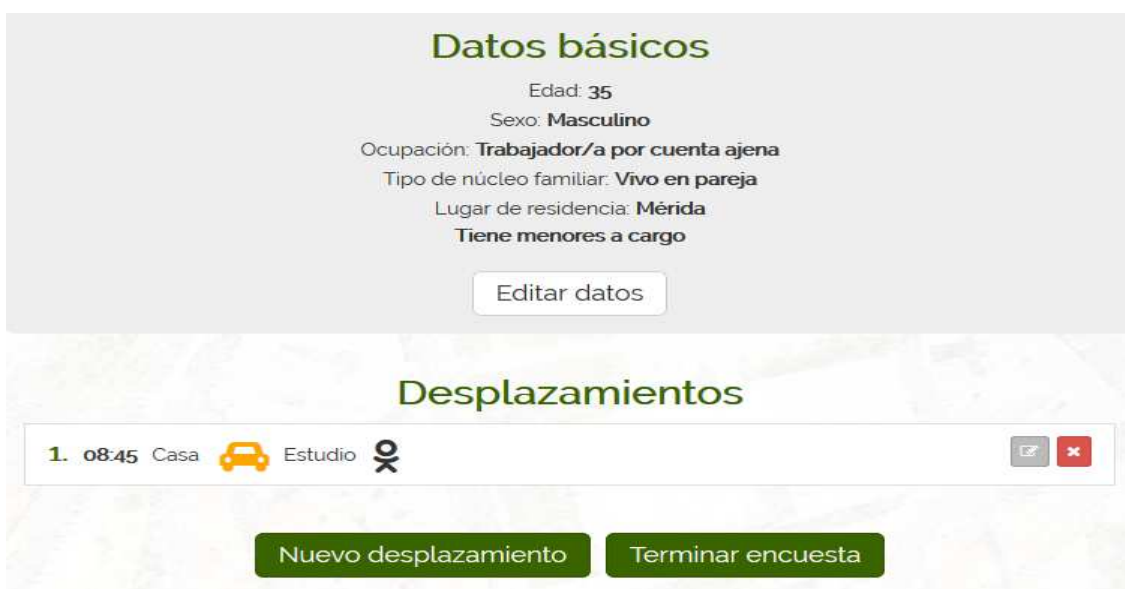 Datos básicos
Edad: 35
Sexo: Masculino
Ocupación: Trabajador/a por cuenta ajena
Tipo de núcleo familiar: Vivo en pareja
Lugar de residencia: Mérida
Tiene menores a cargo
Editar datos
Desplazamientos
1. 08:45 Casa Estudio
Nuevo desplazamiento Terminar encuesta